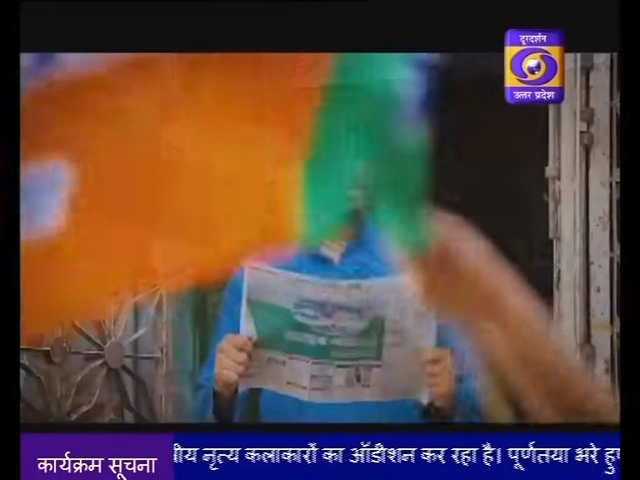 दूरदर्शन
उत्तर प्रदेश
कार्यक्रम सूचना
ीय नृत्य कलाकारों का ऑडीशन कर रहा है। पूर्णतया भरे हु